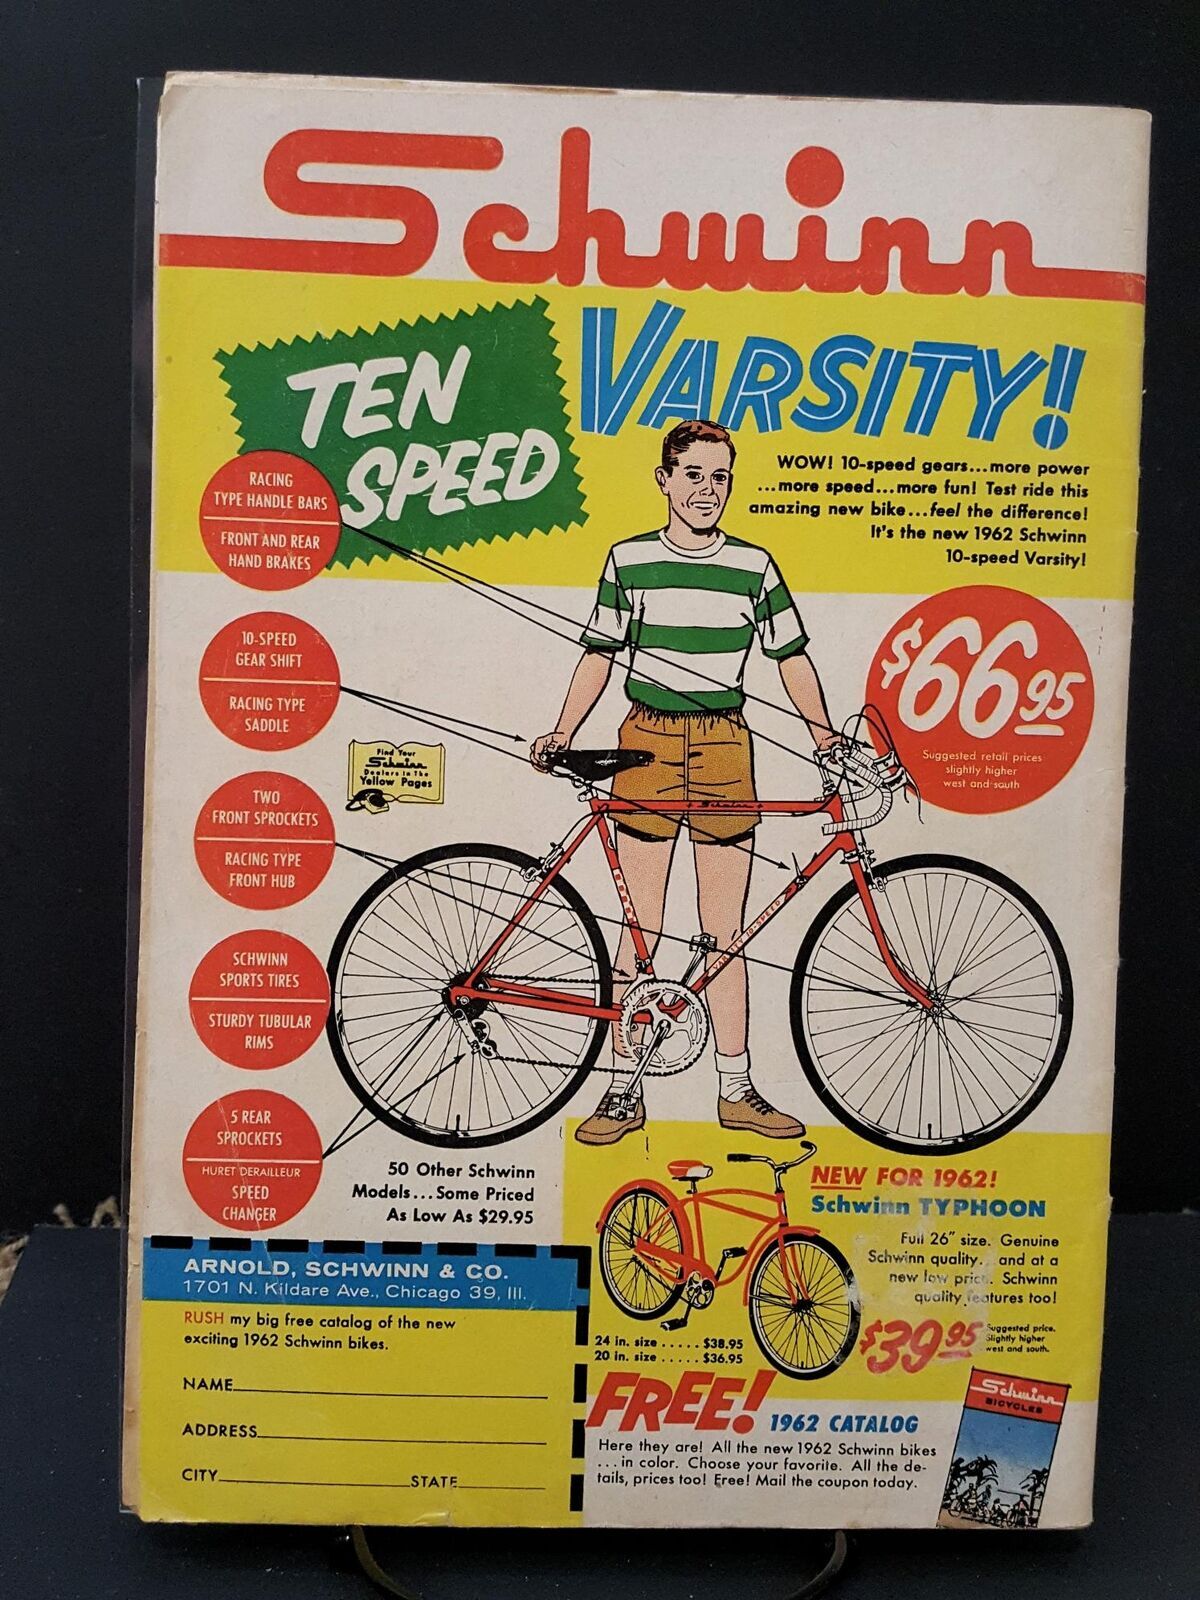 Schwinn
TEN
SPEED
VARSITY!
WOW! 10-speed gears...more power
...more speed...more fun! Test ride this
amazing new bike...feel the difference!
It's the new 1962 Schwinn
10-speed Varsity!
RACING
TYPE HANDLE BARS
FRONT AND REAR
HAND BRAKES
10-SPEED
GEAR SHIFT
RACING TYPE
SADDLE
$66.95
Suggested retail prices
slightly higher
west and south
Find Your
Schwinn
Dealers in The
Yellow Pages
Schwinn
VARSITY 10-SPEED
TWO
FRONT SPROCKETS
RACING TYPE
FRONT HUB
SCHWINN
SPORTS TIRES
STURDY TUBULAR
RIMS
5 REAR
SPROCKETS
HURET DERAILLEUR
SPEED
CHANGER
50 Other Schwinn
Models...Some Priced
As Low As $29.95
NEW FOR 1962!
Schwinn TYPHOON
Full 26" size. Genuine
Schwinn quality... and at a
new low price. Schwinn
quality features too!
$39.95
Suggested price.
Slightly higher
west and south.
24 in. size ..... $38.95
20 in. size ..... $36.95
ARNOLD, SCHWINN & CO.
1701 N. Kildare Ave., Chicago 39, Ill.
RUSH my big free catalog of the new
exciting 1962 Schwinn bikes.
NAME
ADDRESS
CITY STATE
FREE! 1962 CATALOG
Here they are! All the new 1962 Schwinn bikes
...in color. Choose your favorite. All the de-
tails, prices too! Free! Mail the coupon today.
Schwinn
BICYCLES